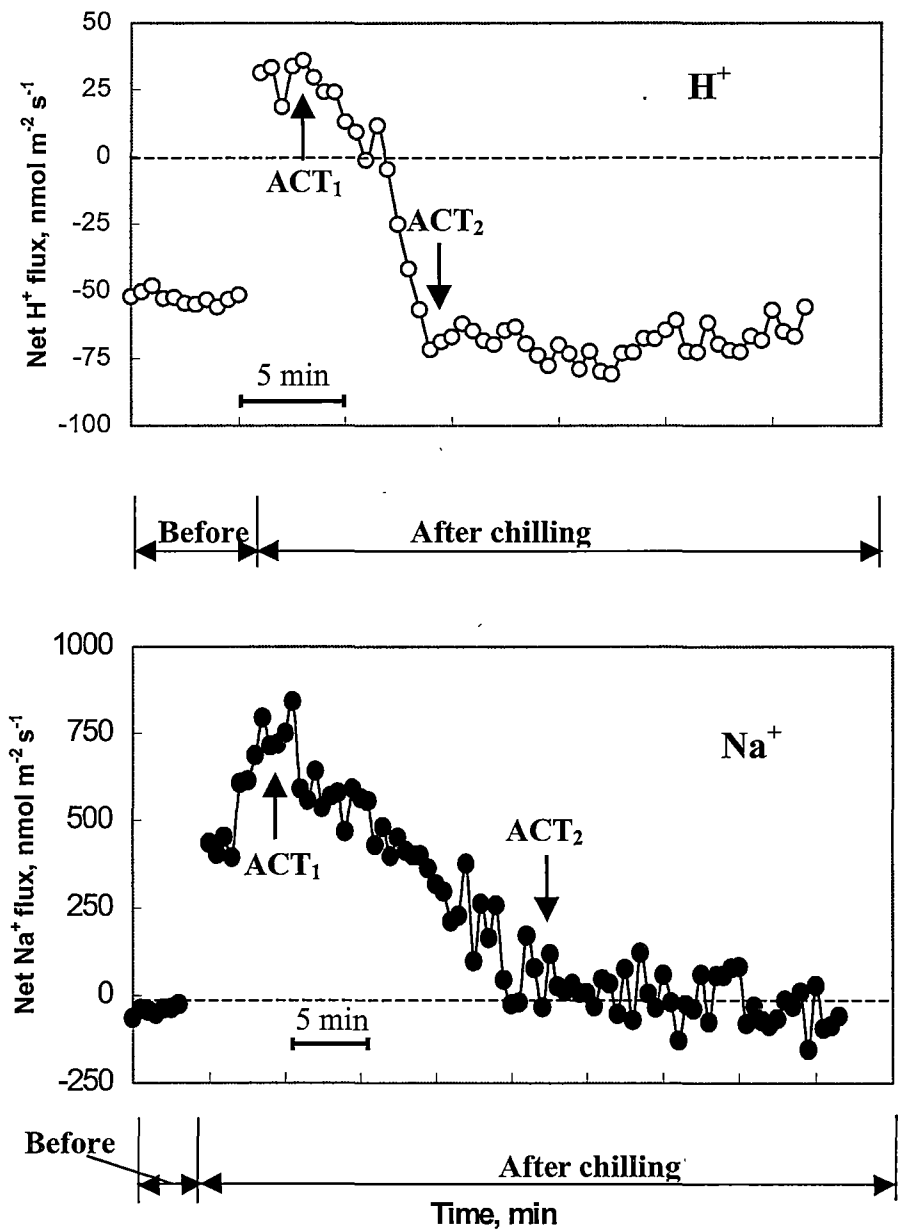 Net H⁺ flux, nmol m⁻² s⁻¹
50
25
0
-25
-50
-75
-100
H⁺
ACT₁
ACT₂
5 min
Before
After chilling
Net Na⁺ flux, nmol m⁻² s⁻¹
1000
750
500
250
0
-250
Na⁺
ACT₁
ACT₂
5 min
Before
After chilling
Time, min